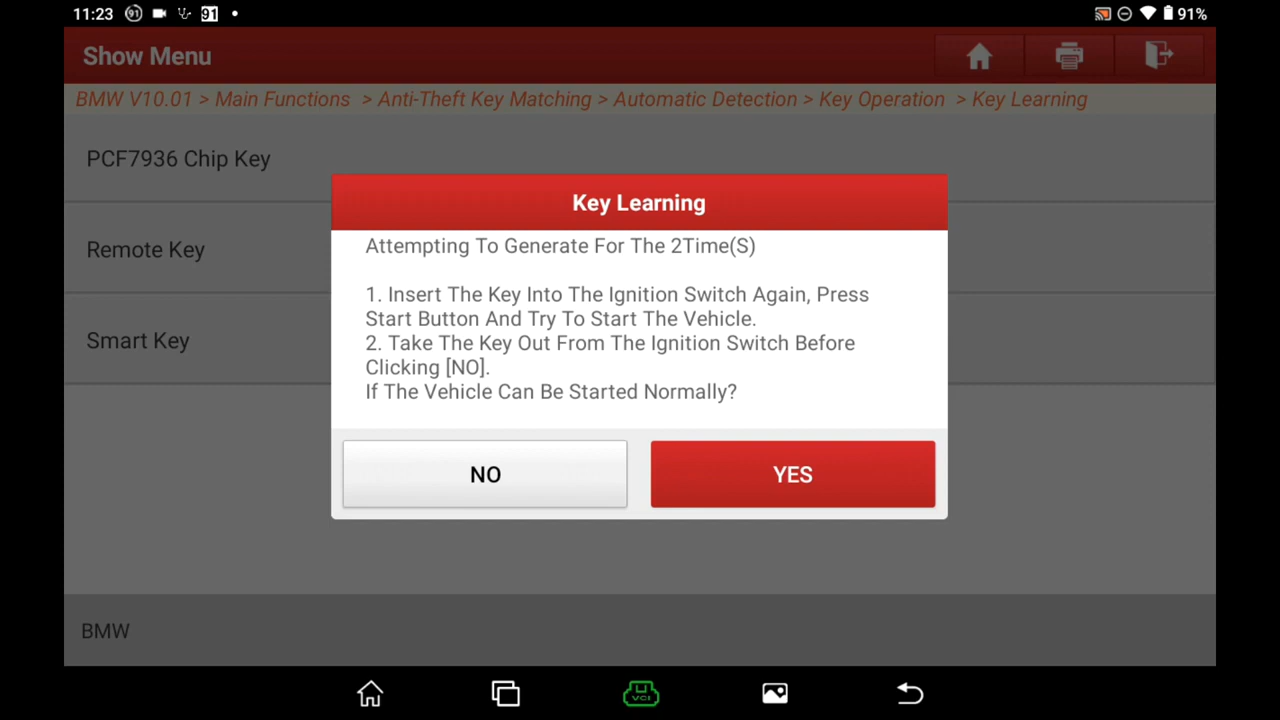 11:23 91 91 91%
Show Menu
BMW V10.01 > Main Functions > Anti-Theft Key Matching > Automatic Detection > Key Operation > Key Learning
PCF7936 Chip Key
Key Learning
Attempting To Generate For The 2Time(S)
Remote Key
1. Insert The Key Into The Ignition Switch Again, Press
Start Button And Try To Start The Vehicle.
Smart Key
2. Take The Key Out From The Ignition Switch Before
Clicking [NO].
If The Vehicle Can Be Started Normally?
NO YES
BMW
VCI